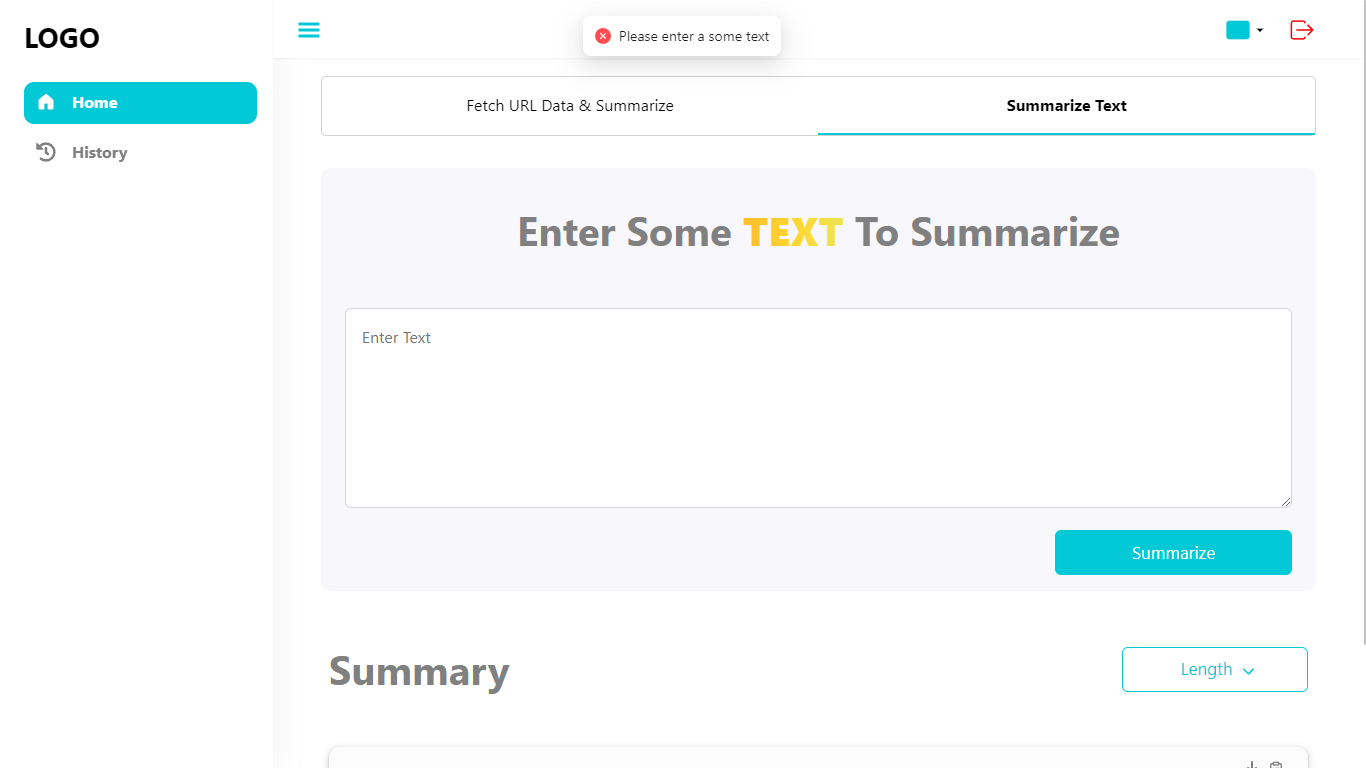 LOGO
Please enter a some text
Home
History
Fetch URL Data & Summarize
Summarize Text
Enter Some TEXT To Summarize
Enter Text
Summarize
Summary
Length